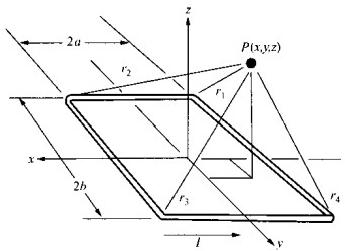 z
2a
P(x,y,z)
r₂
r₁
x
2b
r₃
r₄
I
y